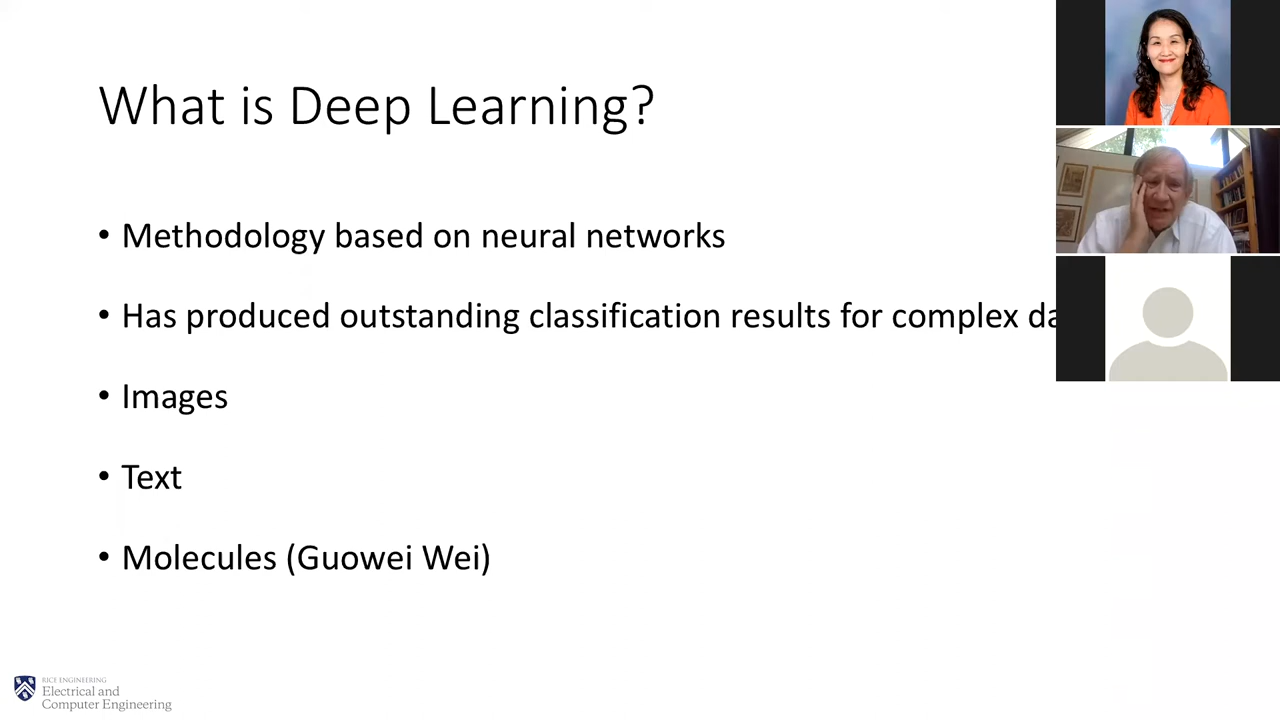 What is Deep Learning?
• Methodology based on neural networks
• Has produced outstanding classification results for complex
• Images
• Text
• Molecules (Guowei Wei)
RICE ENGINEERING
Electrical and
Computer Engineering